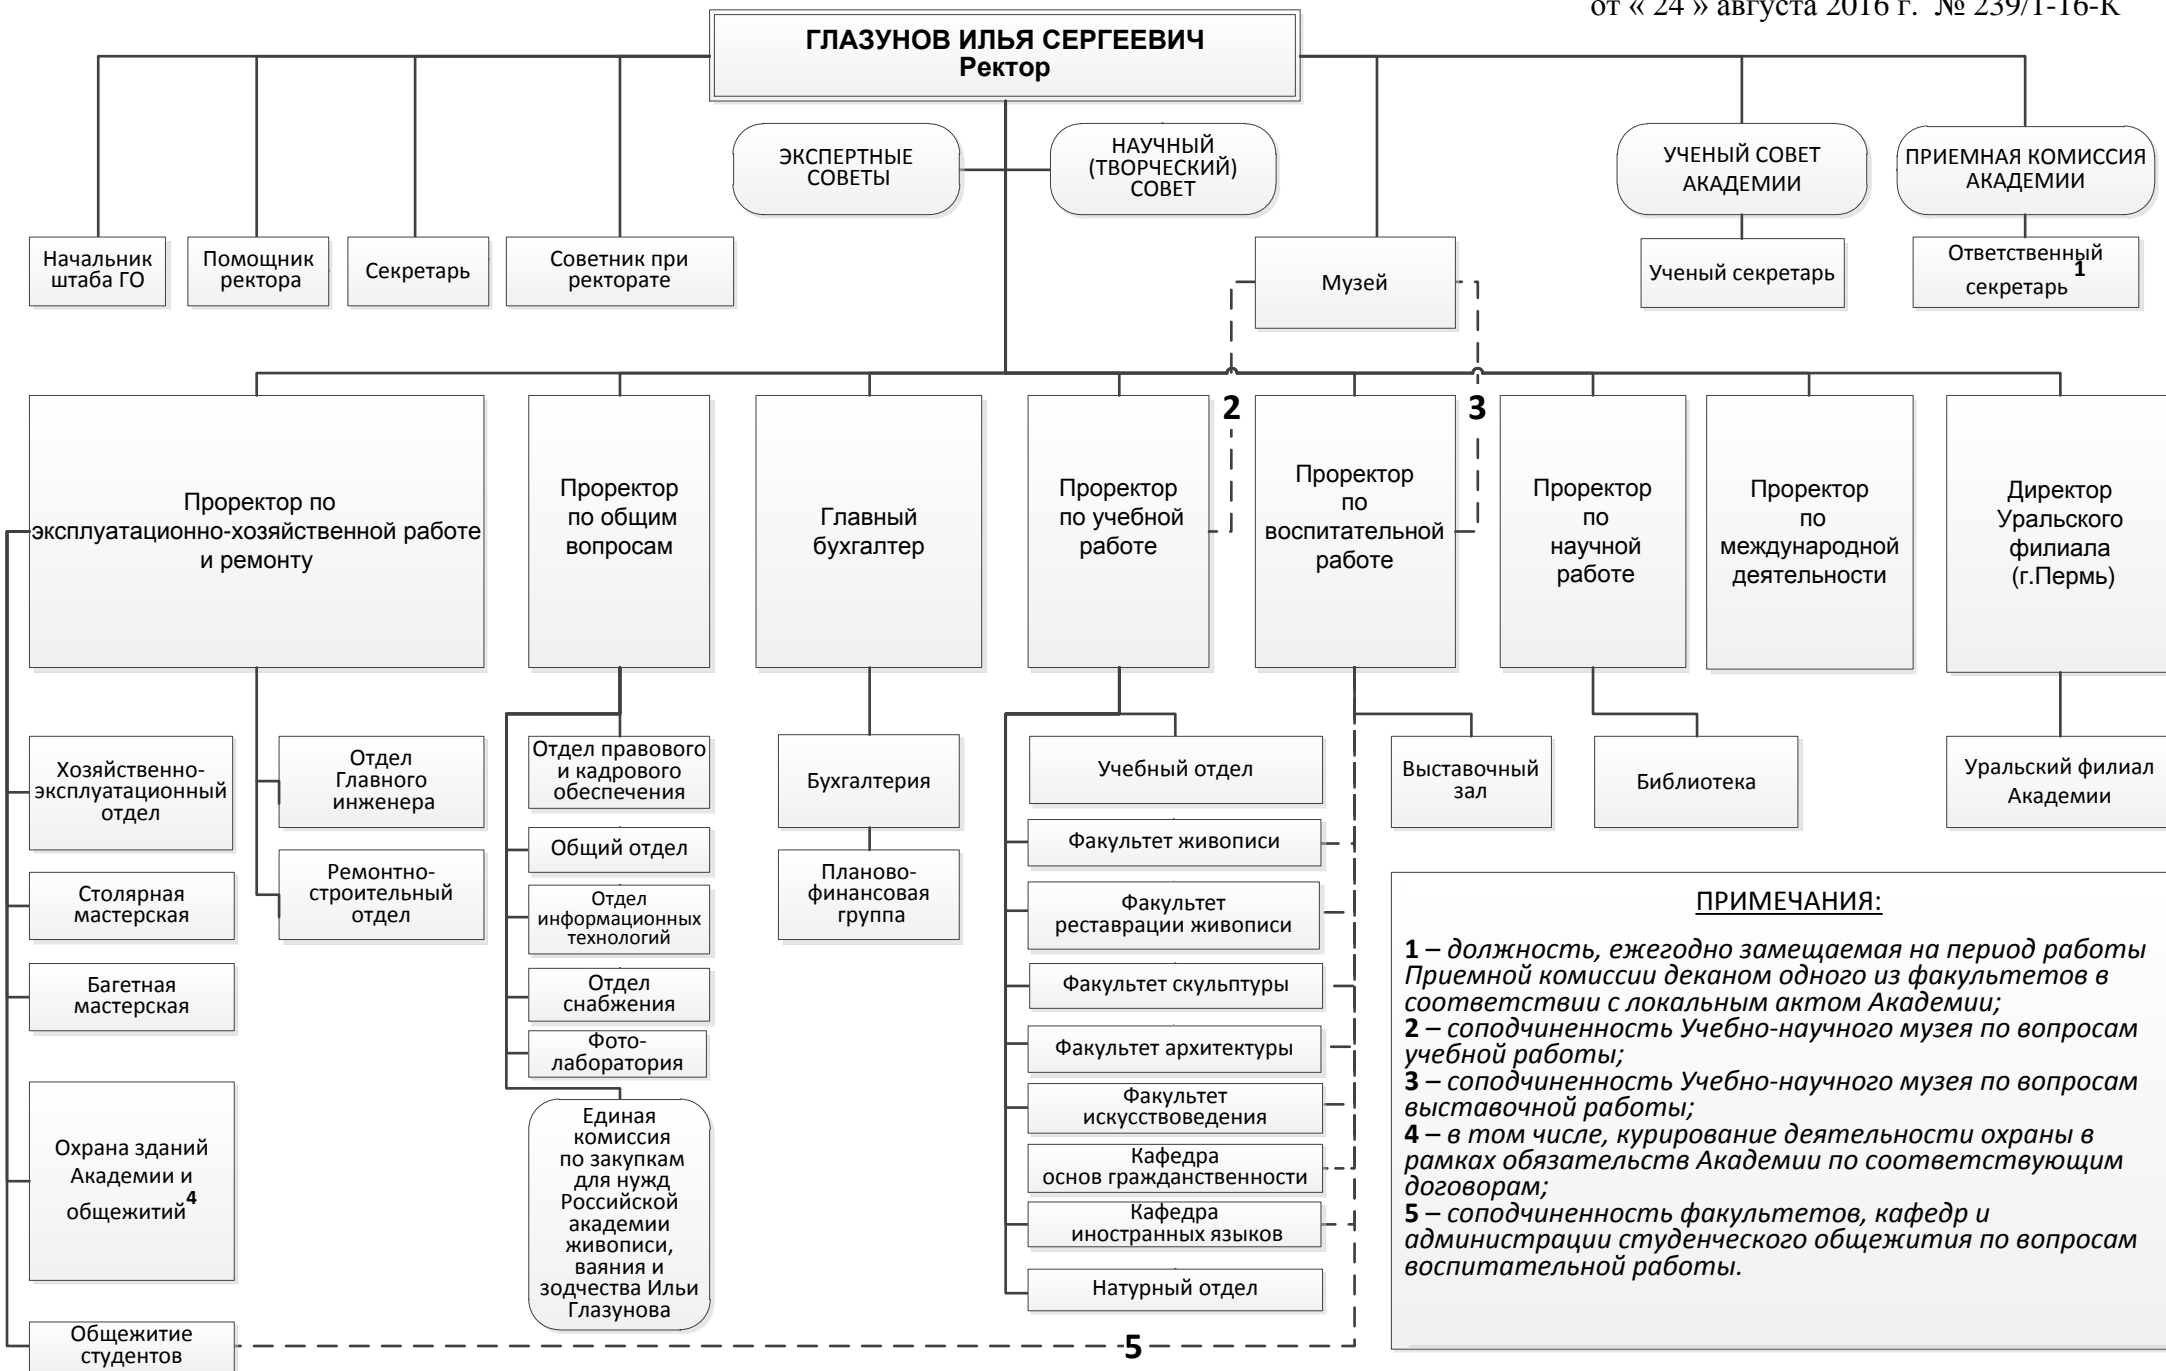 от « 24 » августа 2016 г. № 239/1-16-К
ГЛАЗУНОВ ИЛЬЯ СЕРГЕЕВИЧ
Ректор
ЭКСПЕРТНЫЕ
СОВЕТЫ
НАУЧНЫЙ
(ТВОРЧЕСКИЙ)
СОВЕТ
УЧЕНЫЙ СОВЕТ
АКАДЕМИИ
ПРИЕМНАЯ КОМИССИЯ
АКАДЕМИИ
Начальник
штаба ГО
Помощник
ректора
Секретарь
Советник при
ректорате
Музей
Ученый секретарь
Ответственный
секретарь 1
2
3
Проректор по
эксплуатационно-хозяйственной работе
и ремонту
Проректор
по общим
вопросам
Главный
бухгалтер
Проректор
по учебной
работе
Проректор
по
воспитательной
работе
Проректор
по
научной
работе
Проректор
по
международной
деятельности
Директор
Уральского
филиала
(г.Пермь)
Хозяйственно-
эксплуатационный
отдел
Столярная
мастерская
Багетная
мастерская
Охрана зданий
Академии и
общежитий 4
Общежитие
студентов
Отдел
Главного
инженера
Ремонтно-
строительный
отдел
Отдел правового
и кадрового
обеспечения
Общий отдел
Отдел
информационных
технологий
Отдел
снабжения
Фото-
лаборатория
Единая
комиссия
по закупкам
для нужд
Российской
академии
живописи,
ваяния и
зодчества Ильи
Глазунова
Бухгалтерия
Планово-
финансовая
группа
Учебный отдел
Факультет живописи
Факультет
реставрации живописи
Факультет скульптуры
Факультет архитектуры
Факультет
искусствоведения
Кафедра
основ гражданственности
Кафедра
иностранных языков
Натурный отдел
5
Выставочный
зал
Библиотека
Уральский филиал
Академии
ПРИМЕЧАНИЯ:
1 – должность, ежегодно замещаемая на период работы
Приемной комиссии деканом одного из факультетов в
соответствии с локальным актом Академии;
2 – соподчиненность Учебно-научного музея по вопросам
учебной работы;
3 – соподчиненность Учебно-научного музея по вопросам
выставочной работы;
4 – в том числе, курирование деятельности охраны в
рамках обязательств Академии по соответствующим
договорам;
5 – соподчиненность факультетов, кафедр и
администрации студенческого общежития по вопросам
воспитательной работы.